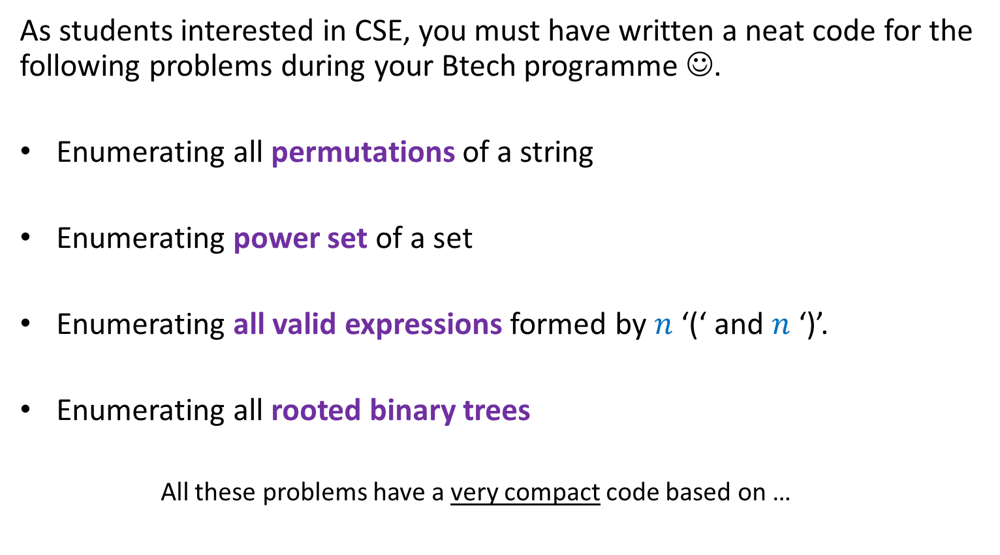 As students interested in CSE, you must have written a neat code for the
following problems during your Btech programme ☺.
• Enumerating all permutations of a string
• Enumerating power set of a set
• Enumerating all valid expressions formed by n ‘(‘ and n ‘)’.
• Enumerating all rooted binary trees
All these problems have a very compact code based on …